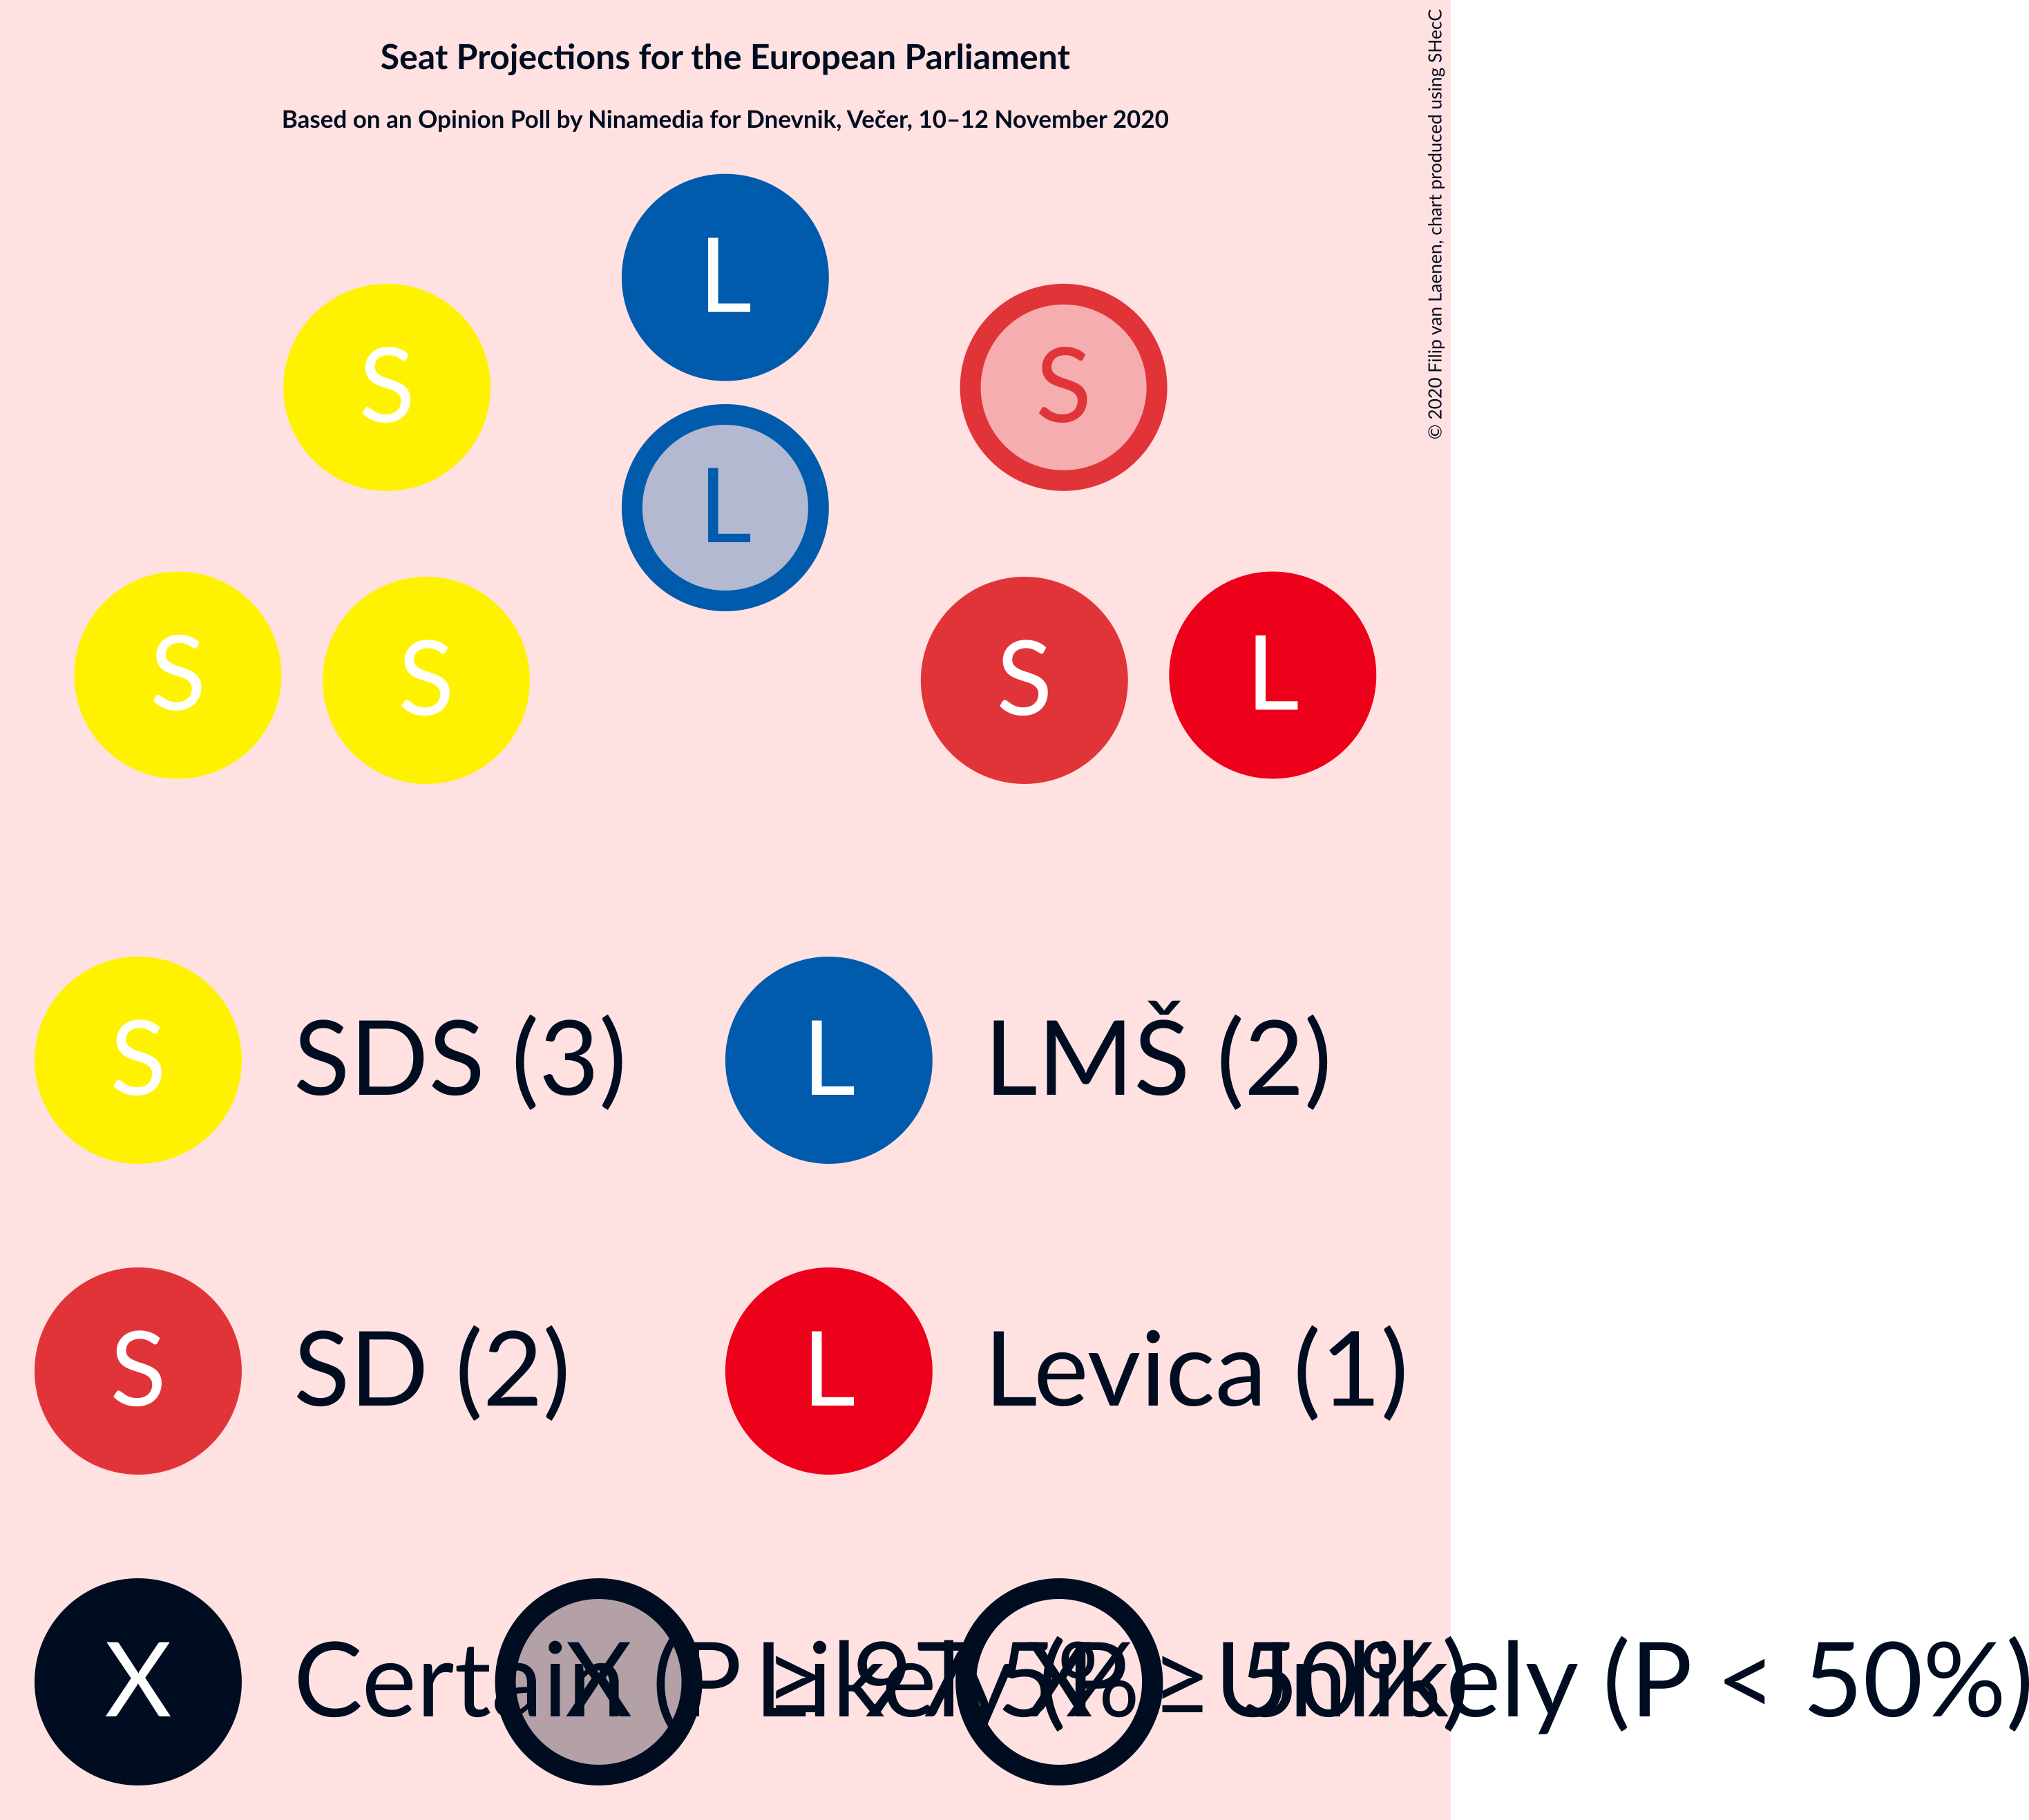 Seat Projections for the European Parliament
Based on an Opinion Poll by Ninamedia for Dnevnik, Večer, 10–12 November 2020
© 2020 Filip van Laenen, chart produced using SHecC
L
S
S
L
S
S
S
L
S SDS (3) L LMŠ (2)
S SD (2) L Levica (1)
X Certain (P ≥ 97.5%) X Likely (P ≥ 50%) X Unlikely (P < 50%)